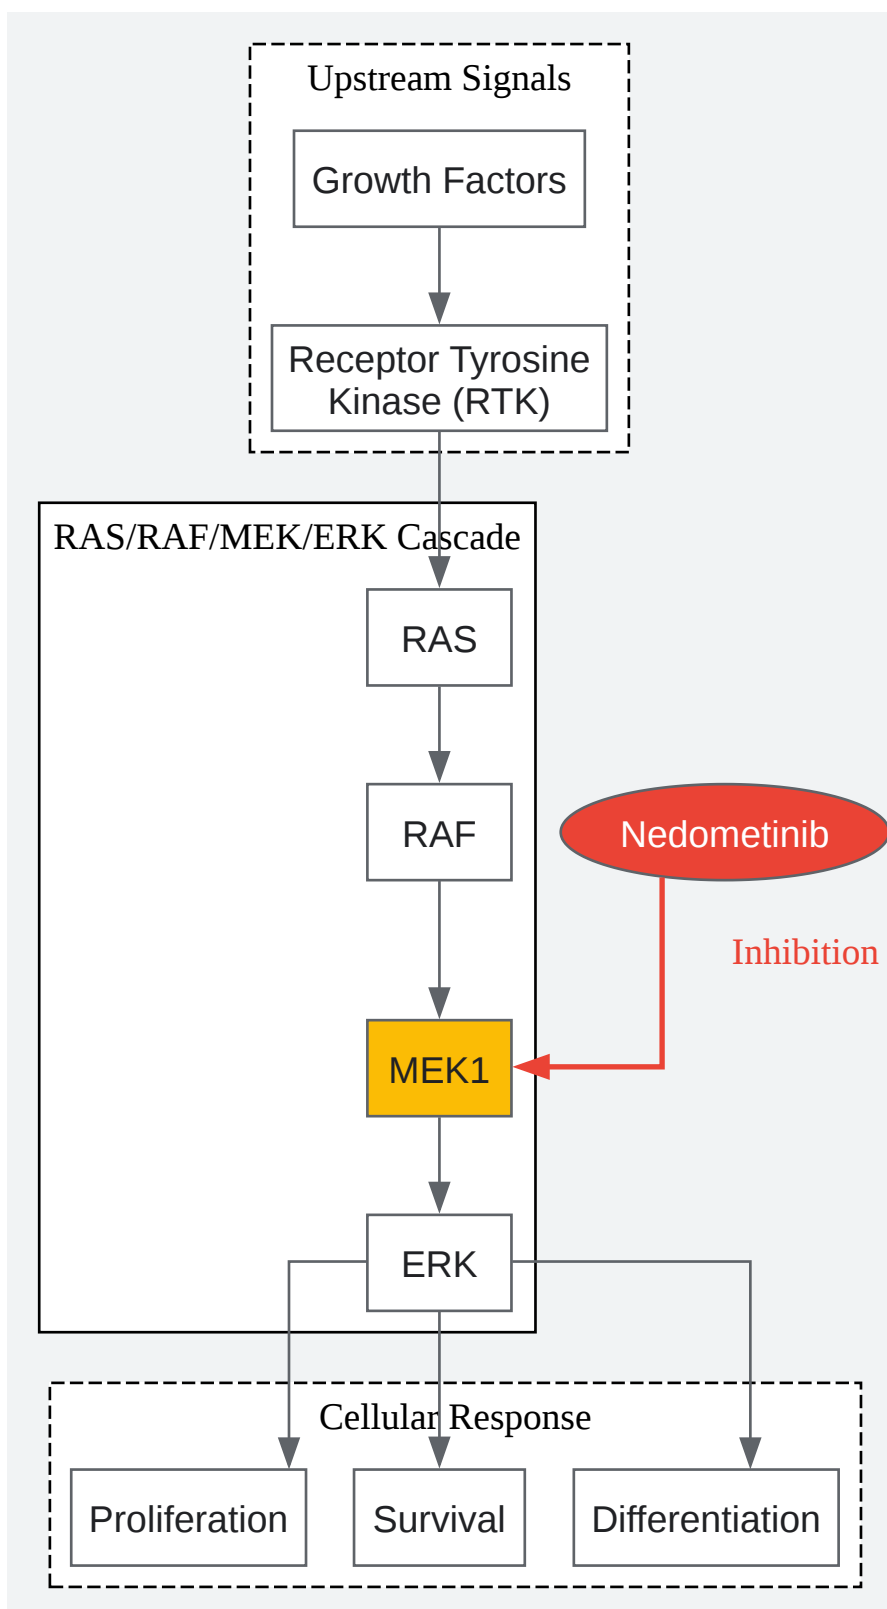 Upstream Signals
Growth Factors
Receptor Tyrosine
Kinase (RTK)
RAS/RAF/MEK/ERK Cascade
RAS
RAF
Nedometinib
Inhibition
MEK1
ERK
Cellular Response
Proliferation
Survival
Differentiation